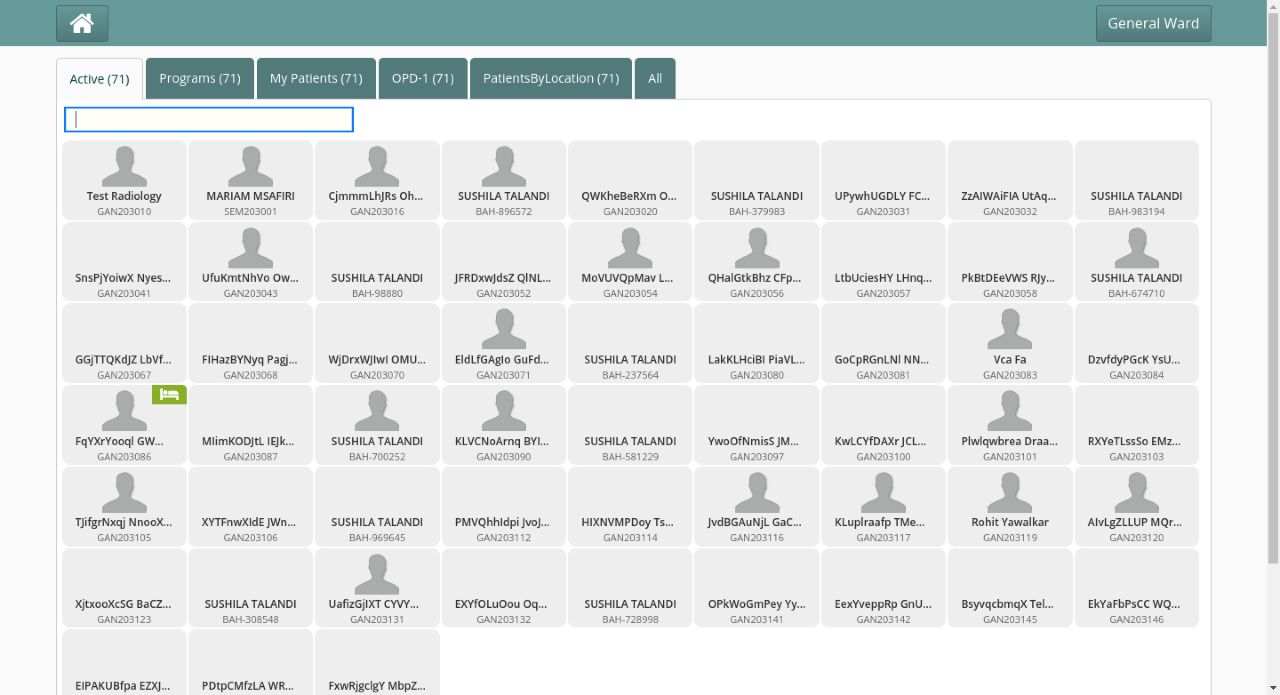 General Ward
Active (71)
Programs (71)
My Patients (71)
OPD-1 (71)
PatientsByLocation (71)
All
Test Radiology
GAN203010
MARIAM MSAFIRI
SEM203001
CjmmmLhJRs Oh...
GAN203016
SUSHILA TALANDI
BAH-896572
QWKheBeRXm O...
GAN203020
SUSHILA TALANDI
BAH-379983
UPywhUGDLY FC...
GAN203031
ZzAIWAiFIA UtAq...
GAN203032
SUSHILA TALANDI
BAH-983194
SnsPjYoiwX Nyes...
GAN203041
UfuKmtNhVo Ow...
GAN203043
SUSHILA TALANDI
BAH-98880
JFRDxwJdsZ QlNL...
GAN203052
MoVUVQpMav L...
GAN203054
QHalGtkBhz CFp...
GAN203056
LtbUciesHY LHnq...
GAN203057
PkBtDEeVWS RJy...
GAN203058
SUSHILA TALANDI
BAH-674710
GGjTTQKdJZ LbVf...
GAN203067
FIHazBYNyq Pagj...
GAN203068
WjDrxWJIwI OMU...
GAN203070
EldLfGAgIo GuFd...
GAN203071
SUSHILA TALANDI
BAH-237564
LakKLHciBI PiaVL...
GAN203080
GoCpRGnLNl NN...
GAN203081
Vca Fa
GAN203083
DzvfdyPGcK YsU...
GAN203084
FqYXrYooql GW...
GAN203086
MIimKODJtL IEJk...
GAN203087
SUSHILA TALANDI
BAH-700252
KLVCNoArnq BYI...
GAN203090
SUSHILA TALANDI
BAH-581229
YwoOfNmisS JM...
GAN203097
KwLCYfDAXr JCL...
GAN203100
Plwlqwbrea Draa...
GAN203101
RXYeTLssSo EMz...
GAN203103
TJifgrNxqj NnooX...
GAN203105
XYTFnwXIdE JWn...
GAN203106
SUSHILA TALANDI
BAH-969645
PMVQhhIdpi JvoJ...
GAN203112
HIXNVMPDoy Ts...
GAN203114
JvdBGAuNjL GaC...
GAN203116
KLuplraafp TMe...
GAN203117
Rohit Yawalkar
GAN203119
AIvLgZLLUP MQr...
GAN203120
XjtxooXcSG BaCZ...
GAN203123
SUSHILA TALANDI
BAH-308548
UafizGjIXT CYVY...
GAN203131
EXYfOLuOou Oq...
GAN203132
SUSHILA TALANDI
BAH-728998
OPkWoGmPey Yy...
GAN203141
EexYveppRp GnU...
GAN203142
BsyvqcbmqX Tel...
GAN203145
EkYaFbPsCC WQ...
GAN203146
EIPAKUBfpa EZXJ...
PDtpCMfzLA WR...
FxwRjgclgY MbpZ...